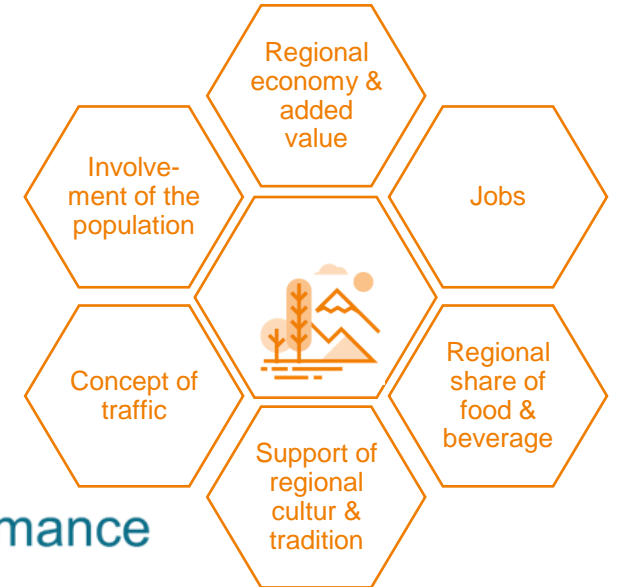 Regional
economy &
added
value
Involve-
ment of the
population
Jobs
Concept of
traffic
Regional
share of
food &
beverage
Support of
regional
cultur &
tradition
mance